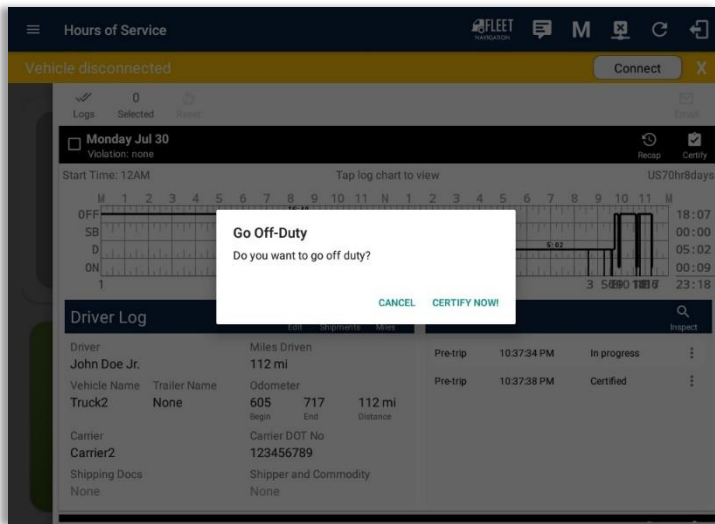 Hours of Service
FLEET
NAVIGATION
M
Vehicle disconnected
Connect X
Logs
0
Selected
Reset
Email
Monday Jul 30
Violation: none
Recap
Certify
Start Time: 12AM
Tap log chart to view
US70hr8days
M 1 2 3 4 5 6 7 8 9 10 11 N 1 2 3 4 5 6 7 8 9 10 11 M
OFF 18:07
SB 00:00
D 5:02 05:02
ON 00:09
1 3 23:18
Go Off-Duty
Do you want to go off duty?
CANCEL CERTIFY NOW!
Driver Log
Edit Shipments Miles
Inspect
Driver
John Doe Jr.
Miles Driven
112 mi
Vehicle Name Trailer Name
Truck2 None
Odometer
605 717 112 mi
Begin End Distance
Carrier
Carrier2
Carrier DOT No
123456789
Shipping Docs
None
Shipper and Commodity
None
Pre-trip 10:37:34 PM In progress
Pre-trip 10:37:38 PM Certified